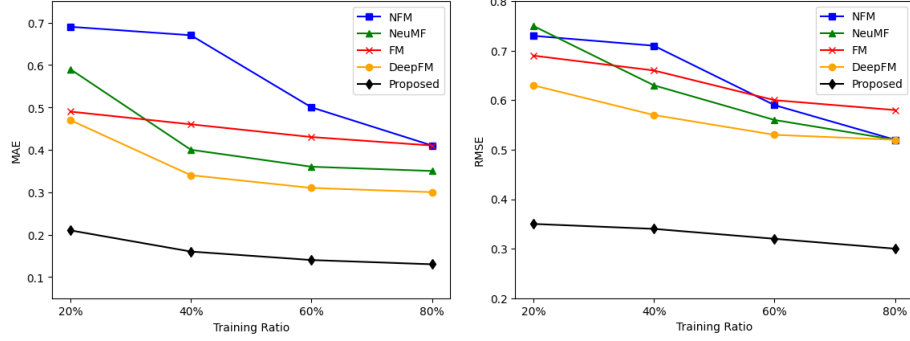 0.7
0.6
0.5
0.4
0.3
0.2
0.1
MAE
20%
40%
60%
80%
Training Ratio
NFM
NeuMF
FM
DeepFM
Proposed
0.8
0.7
0.6
0.5
0.4
0.3
0.2
RMSE
20%
40%
60%
80%
Training Ratio
NFM
NeuMF
FM
DeepFM
Proposed